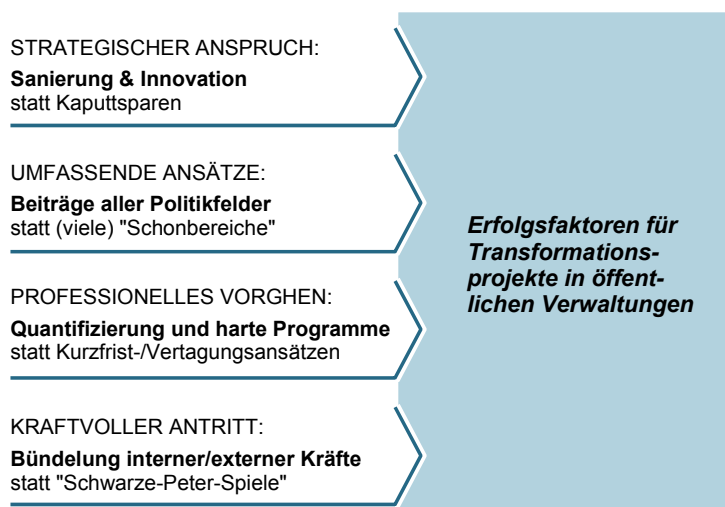 STRATEGISCHER ANSPRUCH:
Sanierung & Innovation
statt Kaputtsparen
UMFASSENDE ANSÄTZE:
Beiträge aller Politikfelder
statt (viele) "Schonbereiche"
PROFESSIONELLES VORGHEN:
Quantifizierung und harte Programme
statt Kurzfrist-/Vertagungsansätzen
KRAFTVOLLER ANTRITT:
Bündelung interner/externer Kräfte
statt "Schwarze-Peter-Spiele"
Erfolgsfaktoren für
Transformations-
projekte in öffent-
lichen Verwaltungen